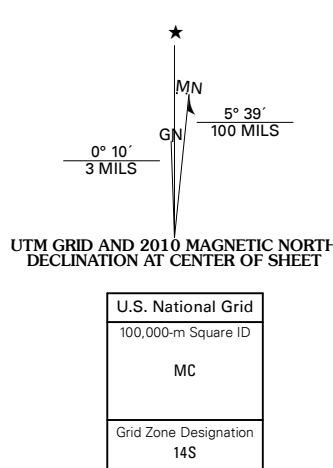 ★
MN
GN
5° 39´
100 MILS
0° 10´
3 MILS
UTM GRID AND 2010 MAGNETIC NORTH
DECLINATION AT CENTER OF SHEET
U.S. National Grid
100,000-m Square ID
MC
Grid Zone Designation
14S